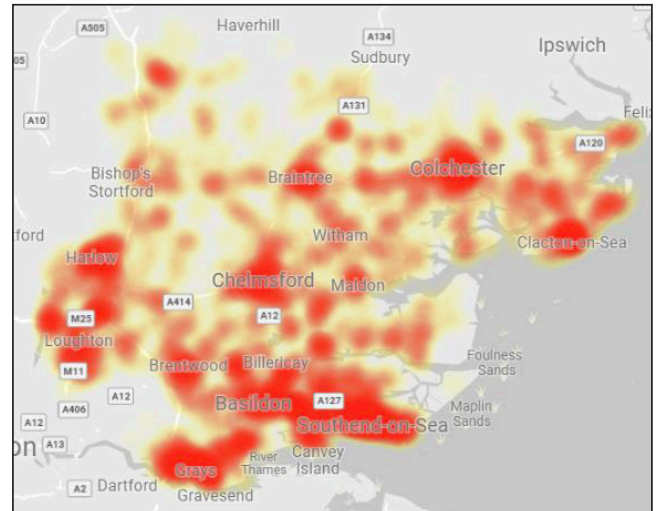 A505
Haverhill
A134
Ipswich
Sudbury
05
A131
A10
Felix
A120
Bishop's
Stortford
Braintree
Colchester
tford
Witham
Clacton-on-Sea
Harlow
Chelmsford
Maldon
A414
A12
M25
Loughton
Foulness
Sands
Brentwood
Billericay
M11
A12
A406
Basildon
A127
Maplin
Sands
Southend-on-Sea
A12
A13
on
Canvey
Island
River
Thames
Grays
A2
Dartford
Gravesend